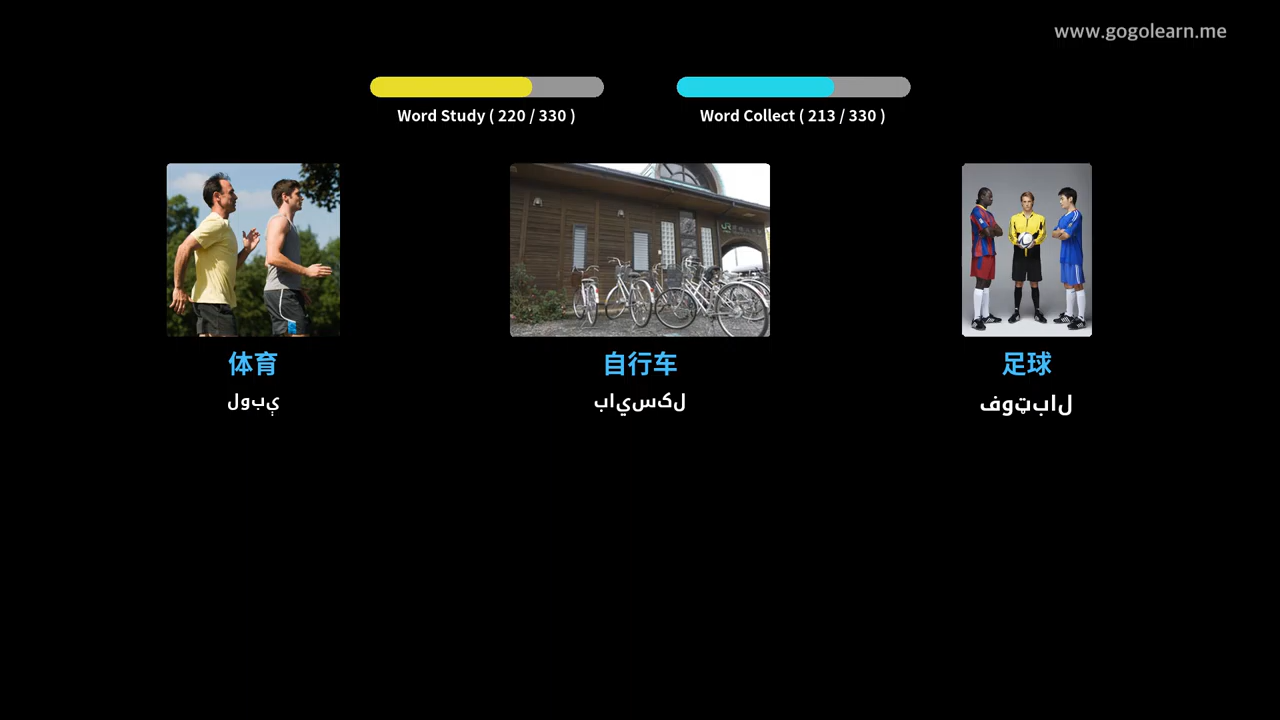 www.gogolearn.me
Word Study ( 220 / 330 )
Word Collect ( 213 / 330 )
体育
自行车
足球
لوبې
بايسکل
فوټبال